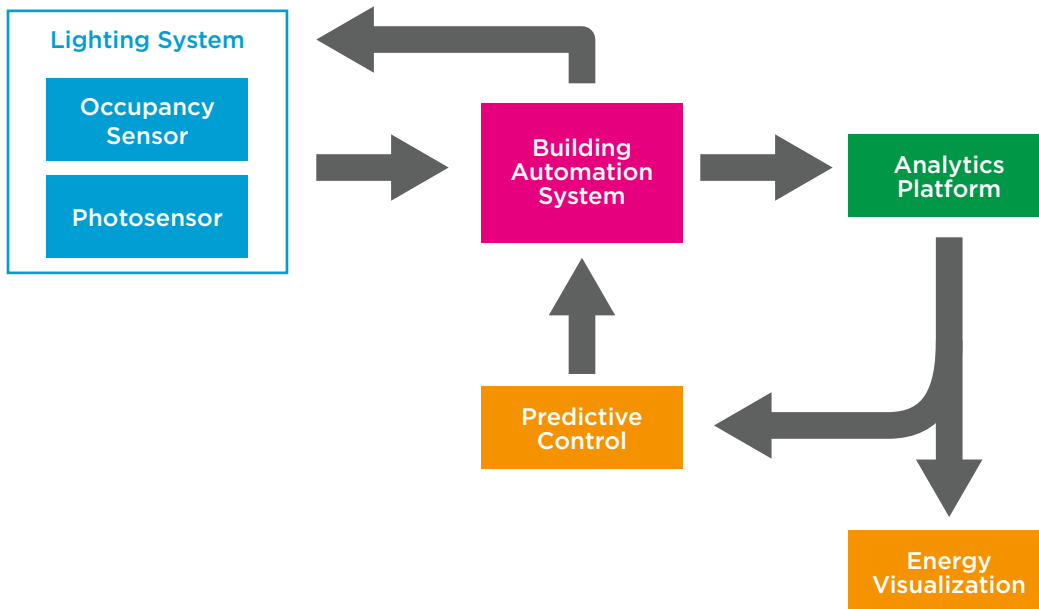 Lighting System
Occupancy
Sensor
Photosensor
Building
Automation
System
Analytics
Platform
Predictive
Control
Energy
Visualization